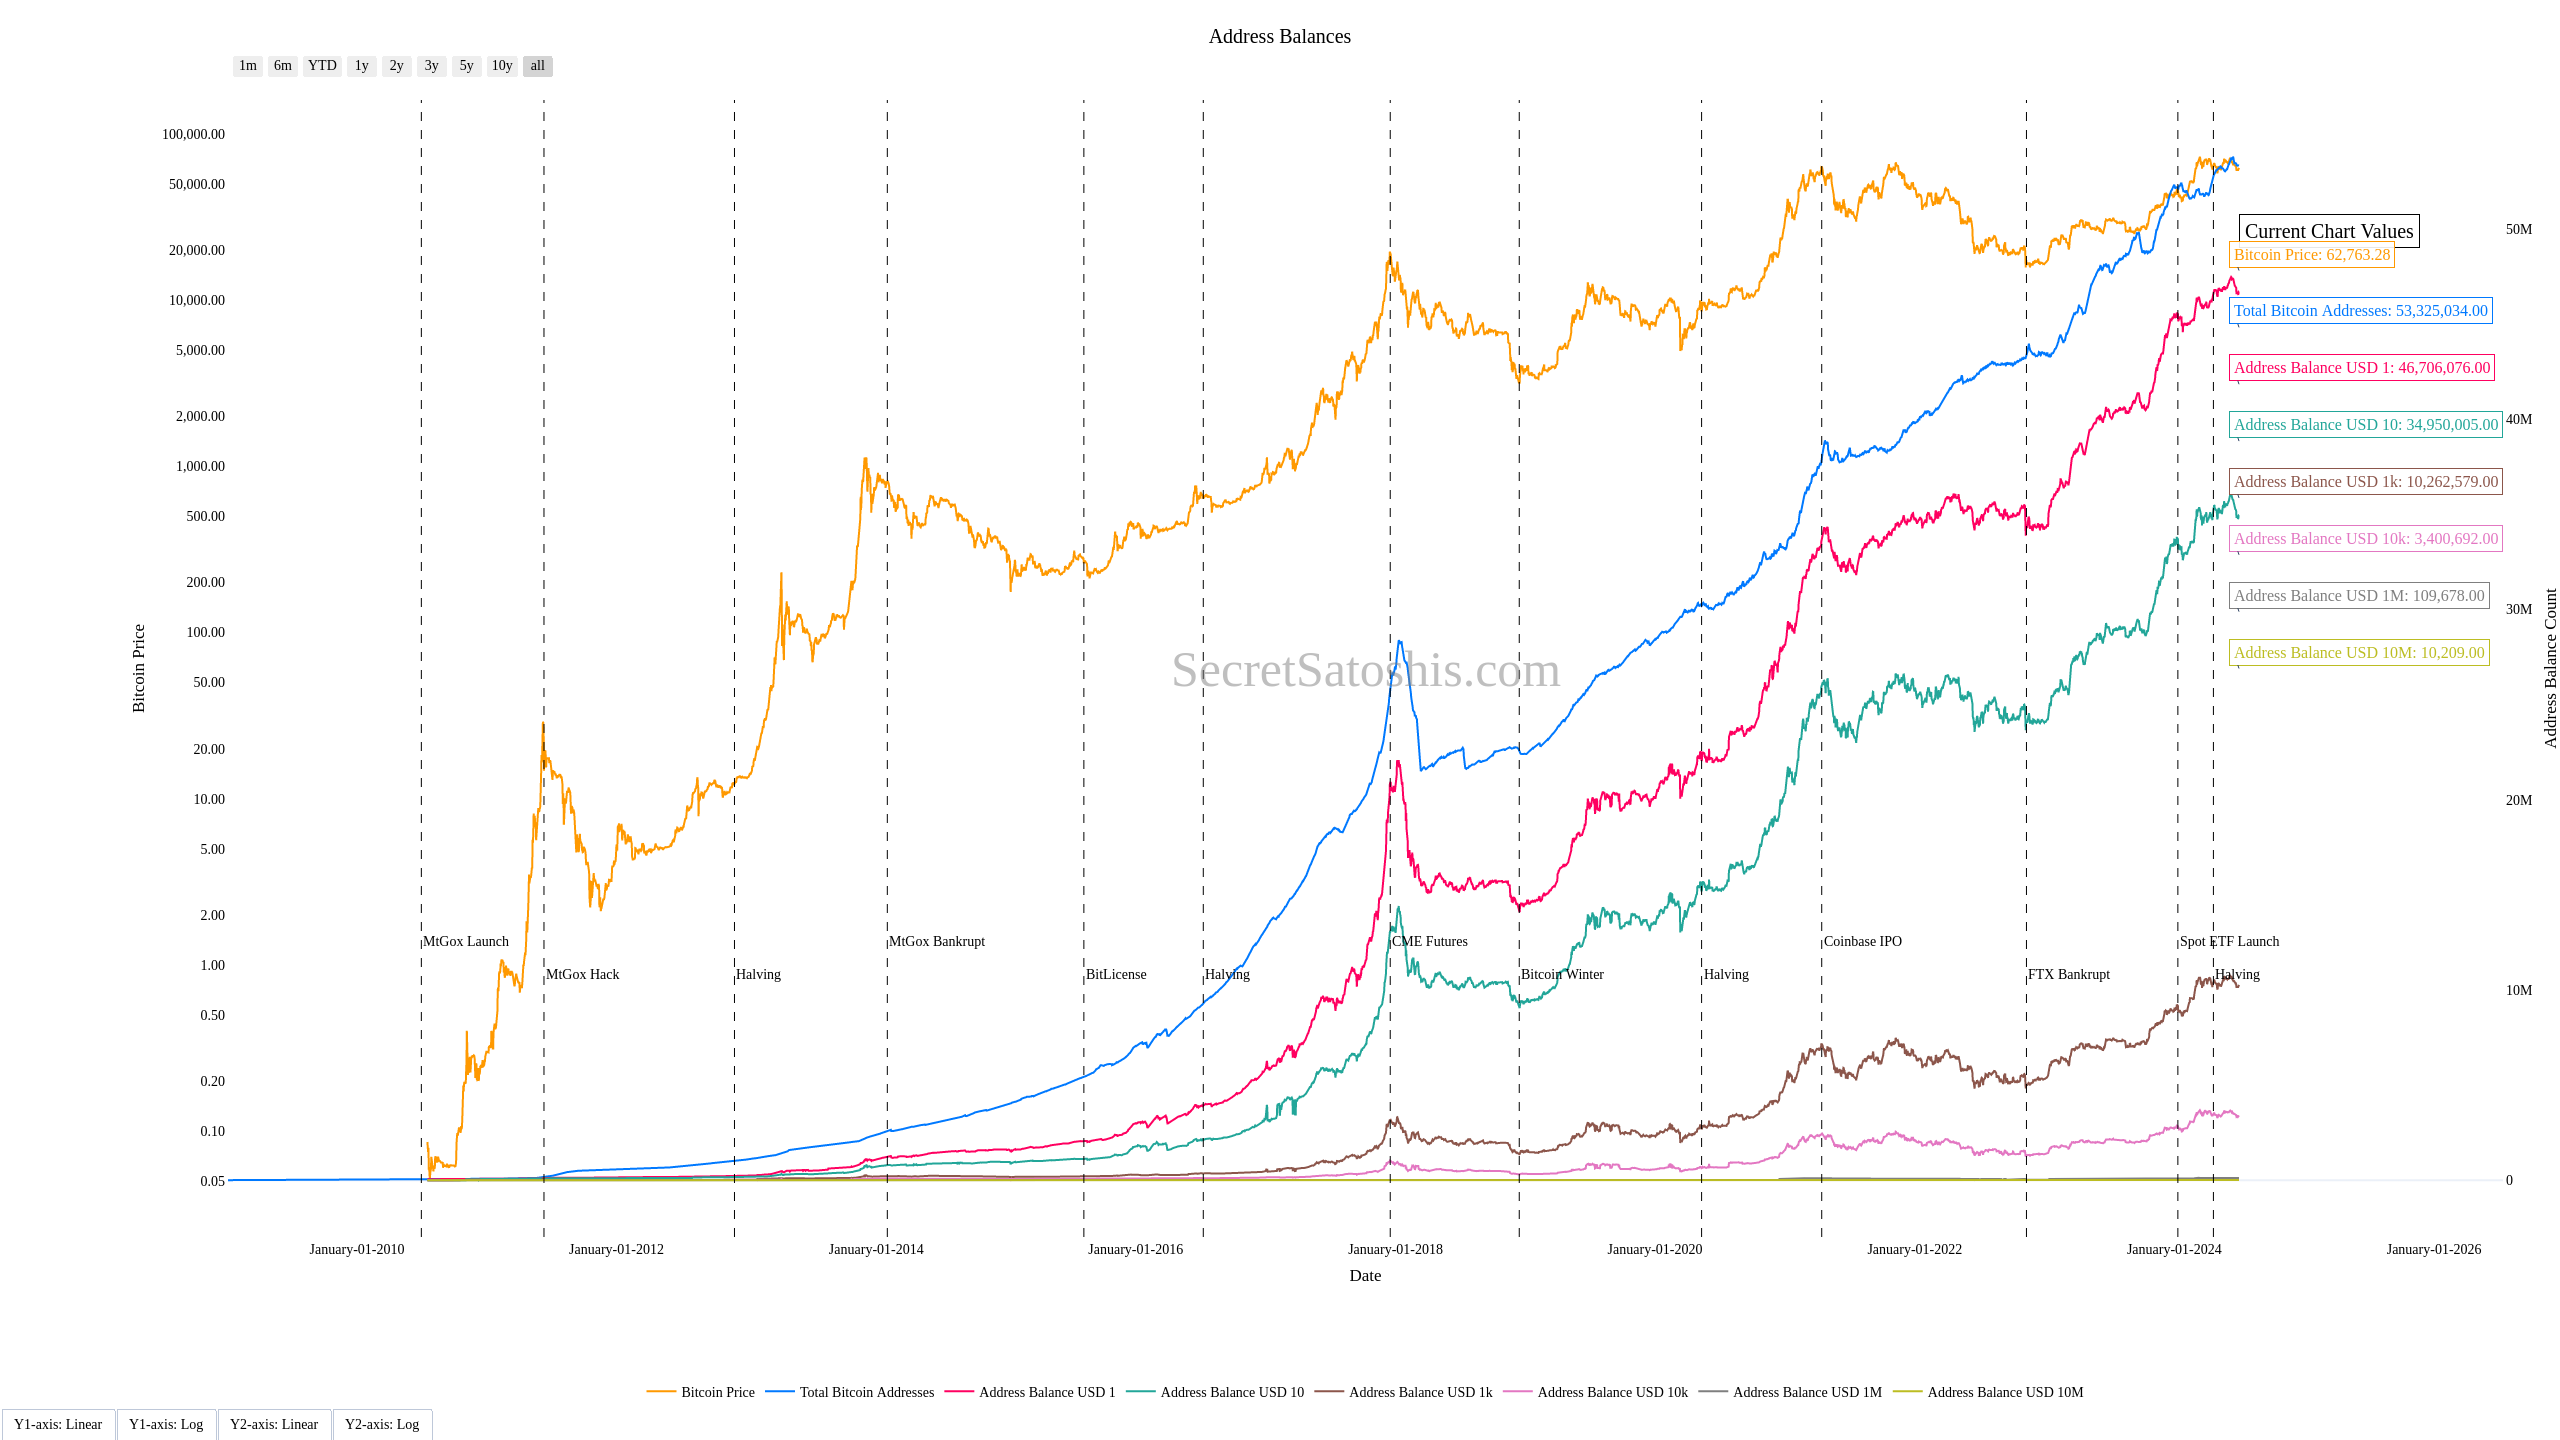 Address Balances
1m 6m YTD 1y 2y 3y 5y 10y all
100,000.00
50,000.00
20,000.00
10,000.00
5,000.00
2,000.00
1,000.00
500.00
200.00
100.00
50.00
20.00
10.00
5.00
2.00
1.00
0.50
0.20
0.10
0.05
Bitcoin Price
50M
40M
30M
20M
10M
0
Address Balance Count
Current Chart Values
Bitcoin Price: 62,763.28
Total Bitcoin Addresses: 53,325,034.00
Address Balance USD 1: 46,706,076.00
Address Balance USD 10: 34,950,005.00
Address Balance USD 1k: 10,262,579.00
Address Balance USD 10k: 3,400,692.00
Address Balance USD 1M: 109,678.00
Address Balance USD 10M: 10,209.00
SecretSatoshis.com
MtGox Launch
MtGox Hack
Halving
MtGox Bankrupt
BitLicense
Halving
CME Futures
Bitcoin Winter
Halving
Coinbase IPO
FTX Bankrupt
Spot ETF Launch
Halving
January-01-2010 January-01-2012 January-01-2014 January-01-2016 January-01-2018 January-01-2020 January-01-2022 January-01-2024 January-01-2026
Date
Bitcoin Price Total Bitcoin Addresses Address Balance USD 1 Address Balance USD 10 Address Balance USD 1k Address Balance USD 10k Address Balance USD 1M Address Balance USD 10M
Y1-axis: Linear Y1-axis: Log Y2-axis: Linear Y2-axis: Log